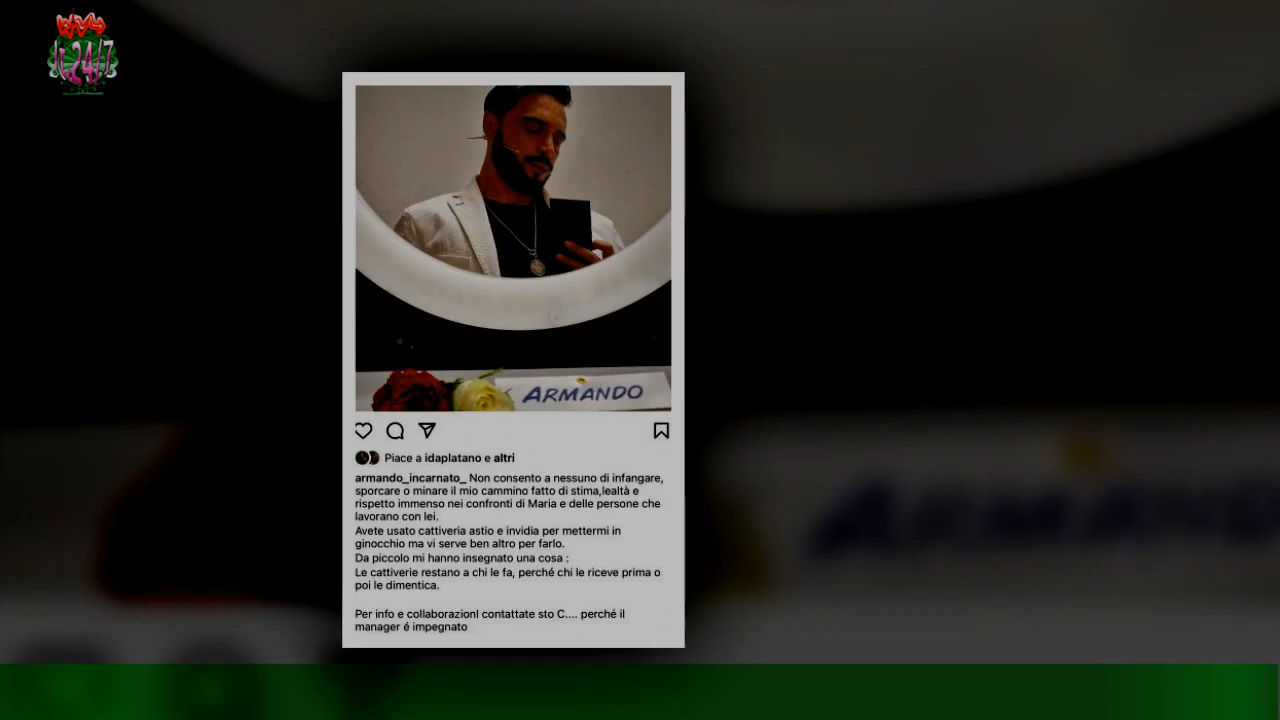 24/7
ARMANDO
Piace a idaplatano e altri
armando_incarnato_ Non consento a nessuno di infangare,
sporcare o minare il mio cammino fatto di stima,lealtà e
rispetto immenso nei confronti di Maria e delle persone che
lavorano con lei.
Avete usato cattiveria astio e invidia per mettermi in
ginocchio ma vi serve ben altro per farlo.
Da piccolo mi hanno insegnato una cosa :
Le cattiverie restano a chi le fa, perché chi le riceve prima o
poi le dimentica.
Per info e collaborazionI contattate sto C.... perché il
manager é impegnato